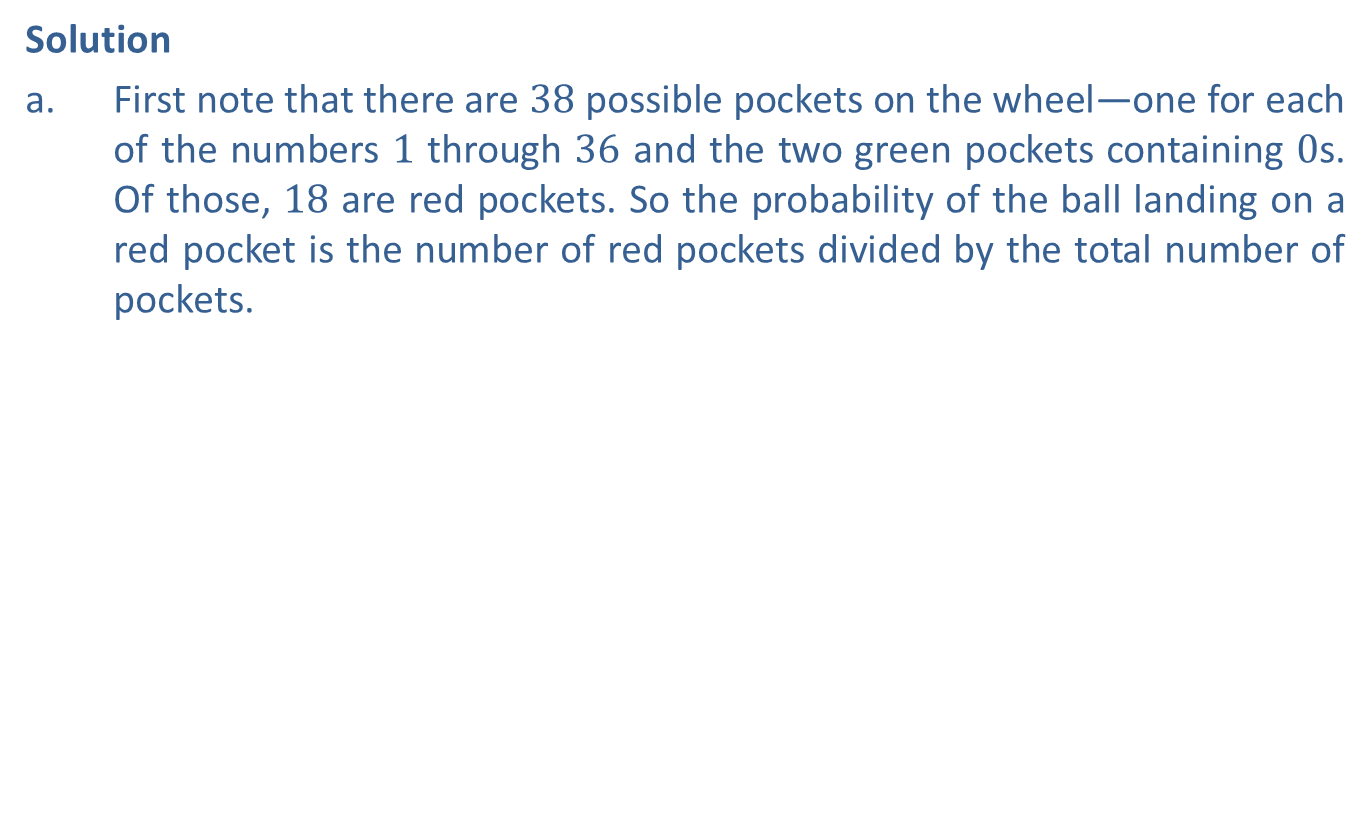 Solution
a. First note that there are 38 possible pockets on the wheel—one for each
of the numbers 1 through 36 and the two green pockets containing 0s.
Of those, 18 are red pockets. So the probability of the ball landing on a
red pocket is the number of red pockets divided by the total number of
pockets.